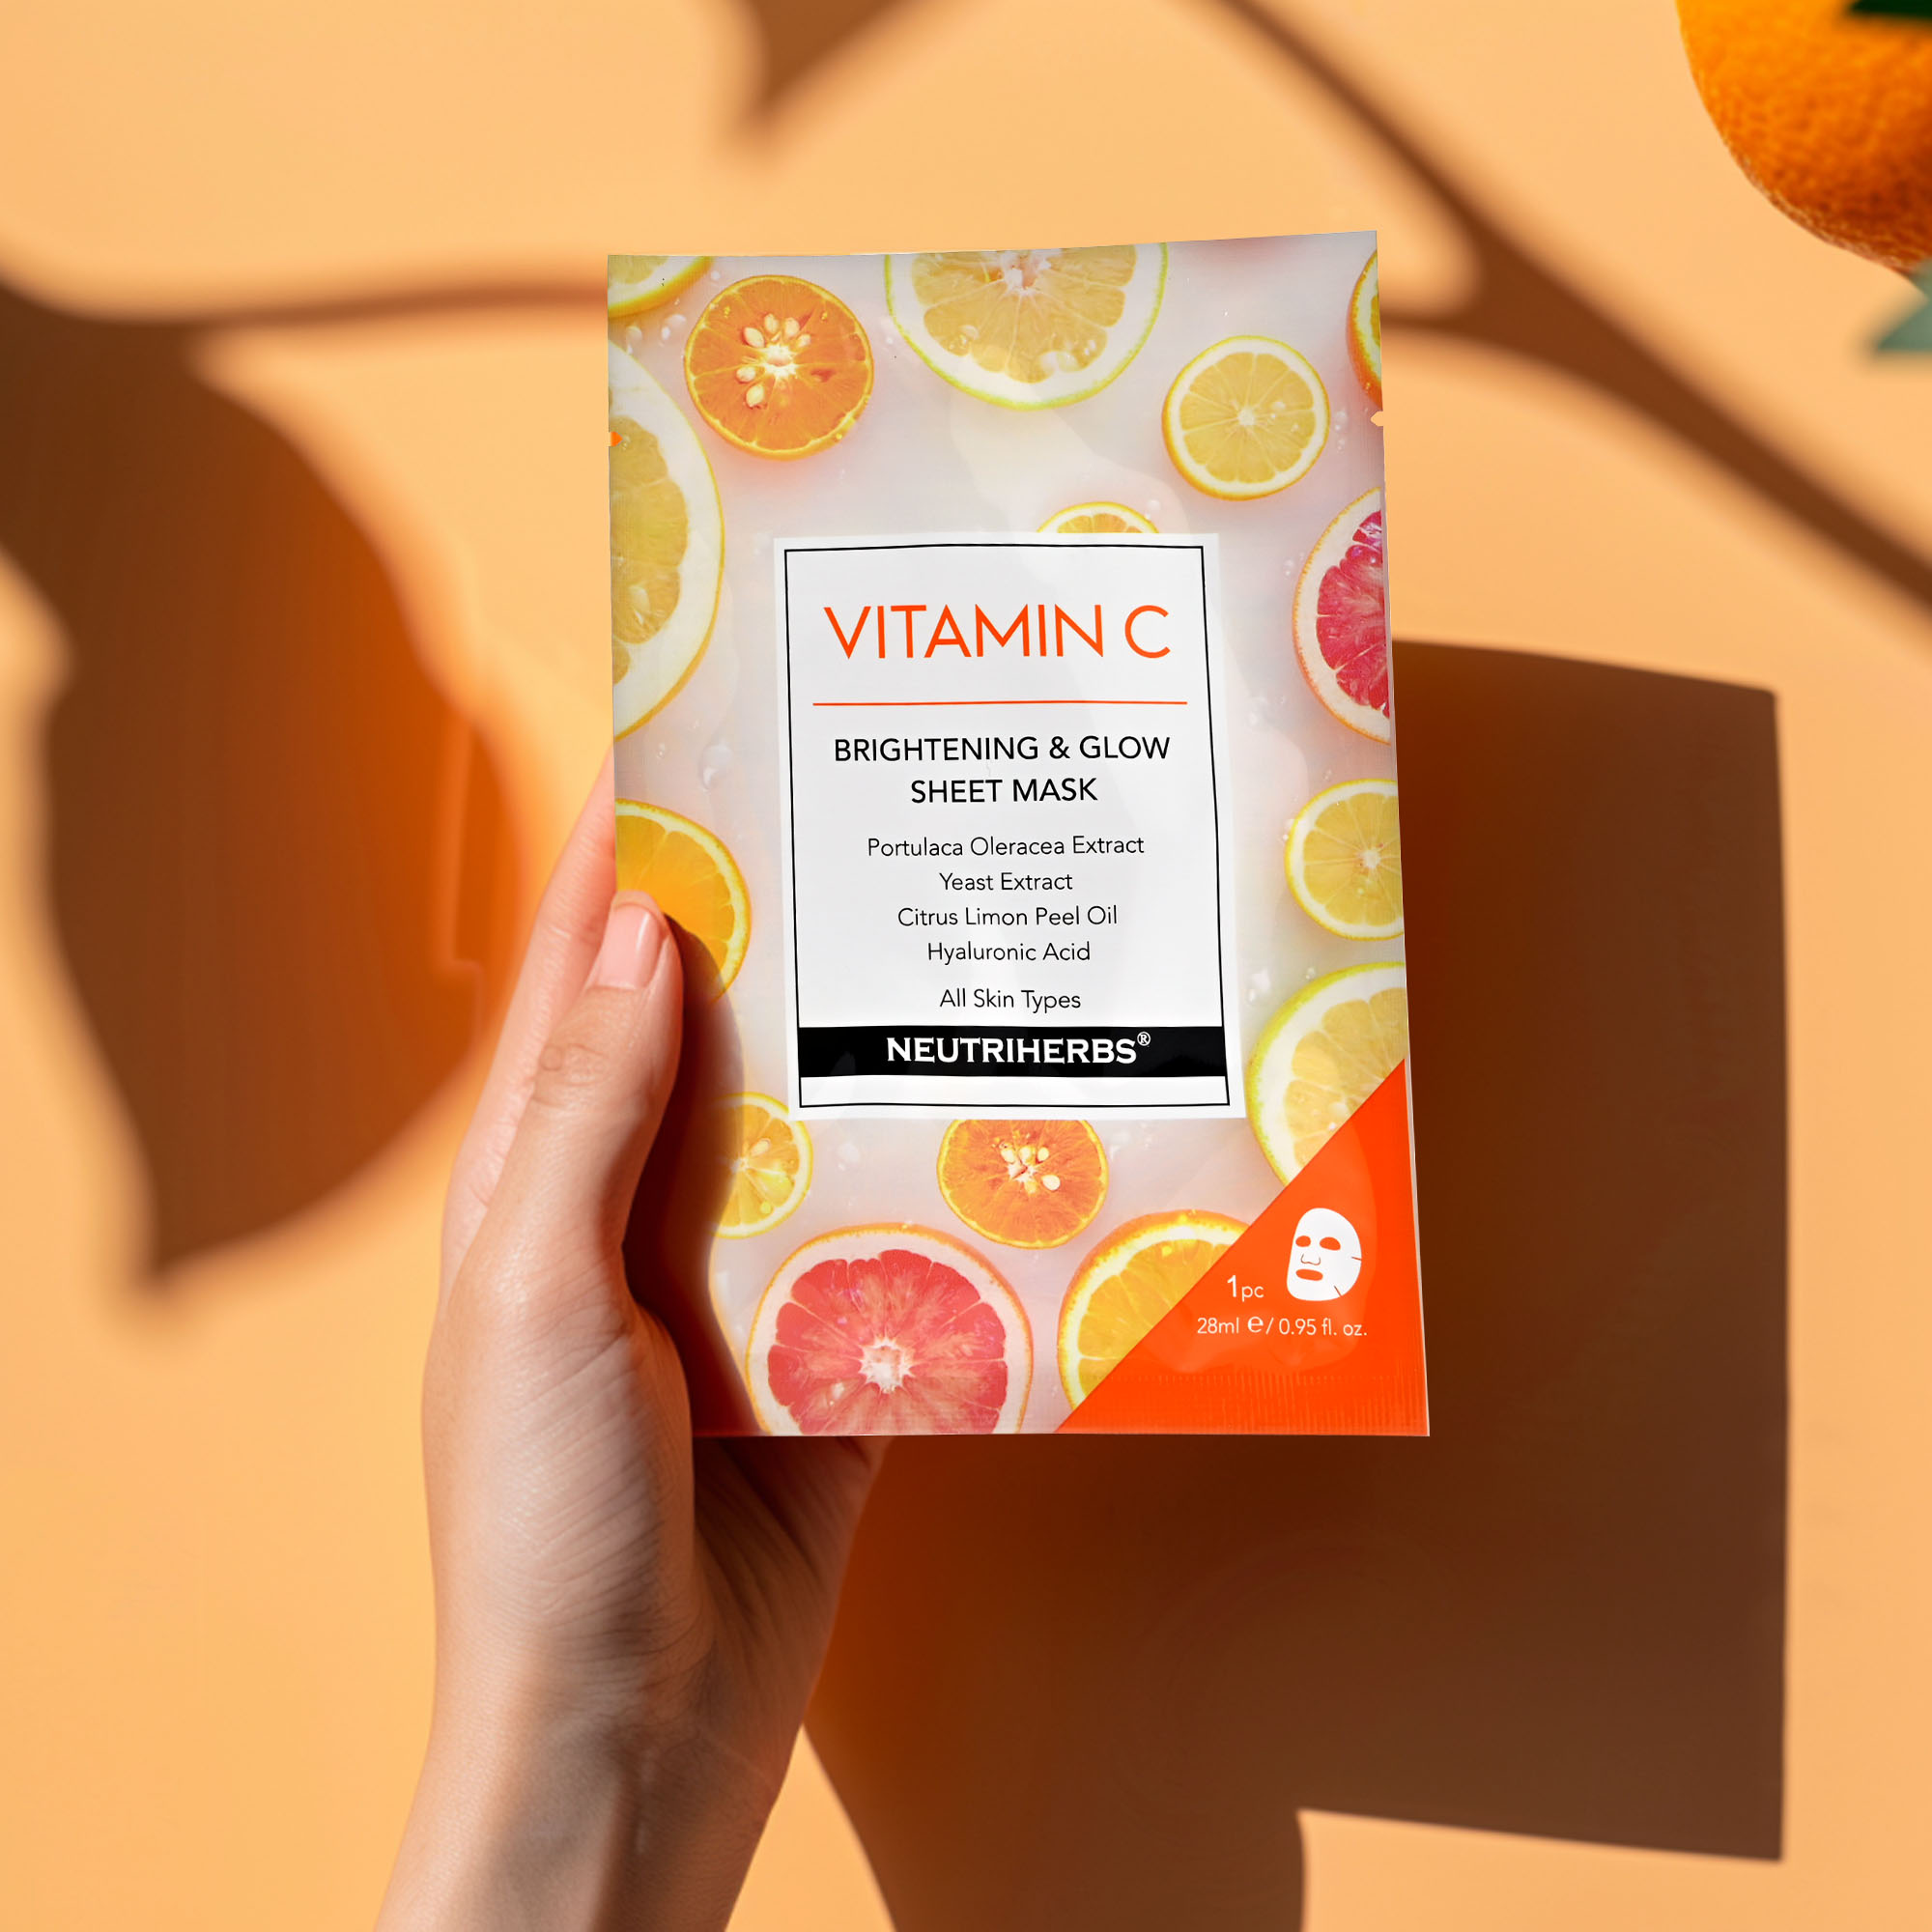 VITAMIN C
BRIGHTENING & GLOW
SHEET MASK
Portulaca Oleracea Extract
Yeast Extract
Citrus Limon Peel Oil
Hyaluronic Acid
All Skin Types
NEUTRIHERBS®
1pc
28ml ℮/ 0.95 fl. oz.